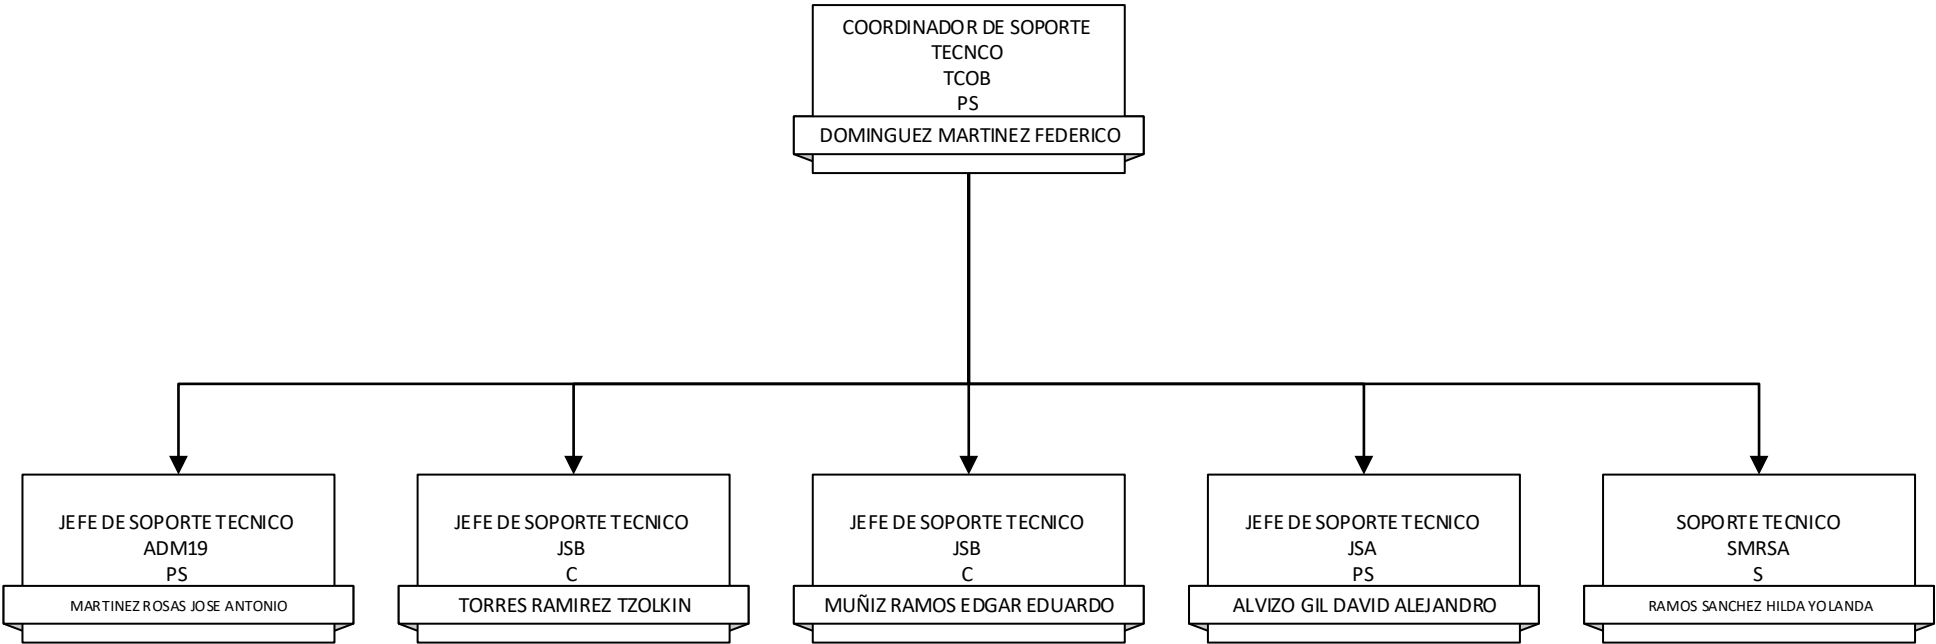 COORDINADOR DE SOPORTE
TECNCO
TCOB
PS
DOMINGUEZ MARTINEZ FEDERICO
JEFE DE SOPORTE TECNICO
ADM19
PS
MARTINEZ ROSAS JOSE ANTONIO
JEFE DE SOPORTE TECNICO
JSB
C
TORRES RAMIREZ TZOLKIN
JEFE DE SOPORTE TECNICO
JSB
C
MUÑIZ RAMOS EDGAR EDUARDO
JEFE DE SOPORTE TECNICO
JSA
PS
ALVIZO GIL DAVID ALEJANDRO
SOPORTE TECNICO
SMRSA
S
RAMOS SANCHEZ HILDA YOLANDA